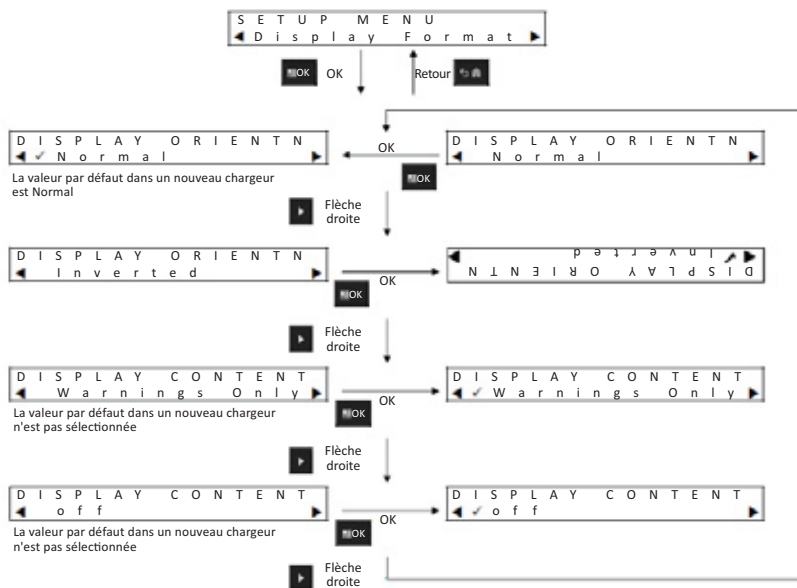 SETUP MENU
Display Format
OK OK Retour
DISPLAY ORIENTN
✓ Normal
OK
OK
DISPLAY ORIENTN
Normal
La valeur par défaut dans un nouveau chargeur
est Normal
Flèche
droite
DISPLAY ORIENTN
Inverted
OK
OK
DISPLAY ORIENTN
✓ Inverted
Flèche
droite
DISPLAY CONTENT
Warnings Only
OK
OK
DISPLAY CONTENT
✓ Warnings Only
La valeur par défaut dans un nouveau chargeur
n'est pas sélectionnée
Flèche
droite
DISPLAY CONTENT
off
OK
OK
DISPLAY CONTENT
✓ off
La valeur par défaut dans un nouveau chargeur
n'est pas sélectionnée
Flèche
droite